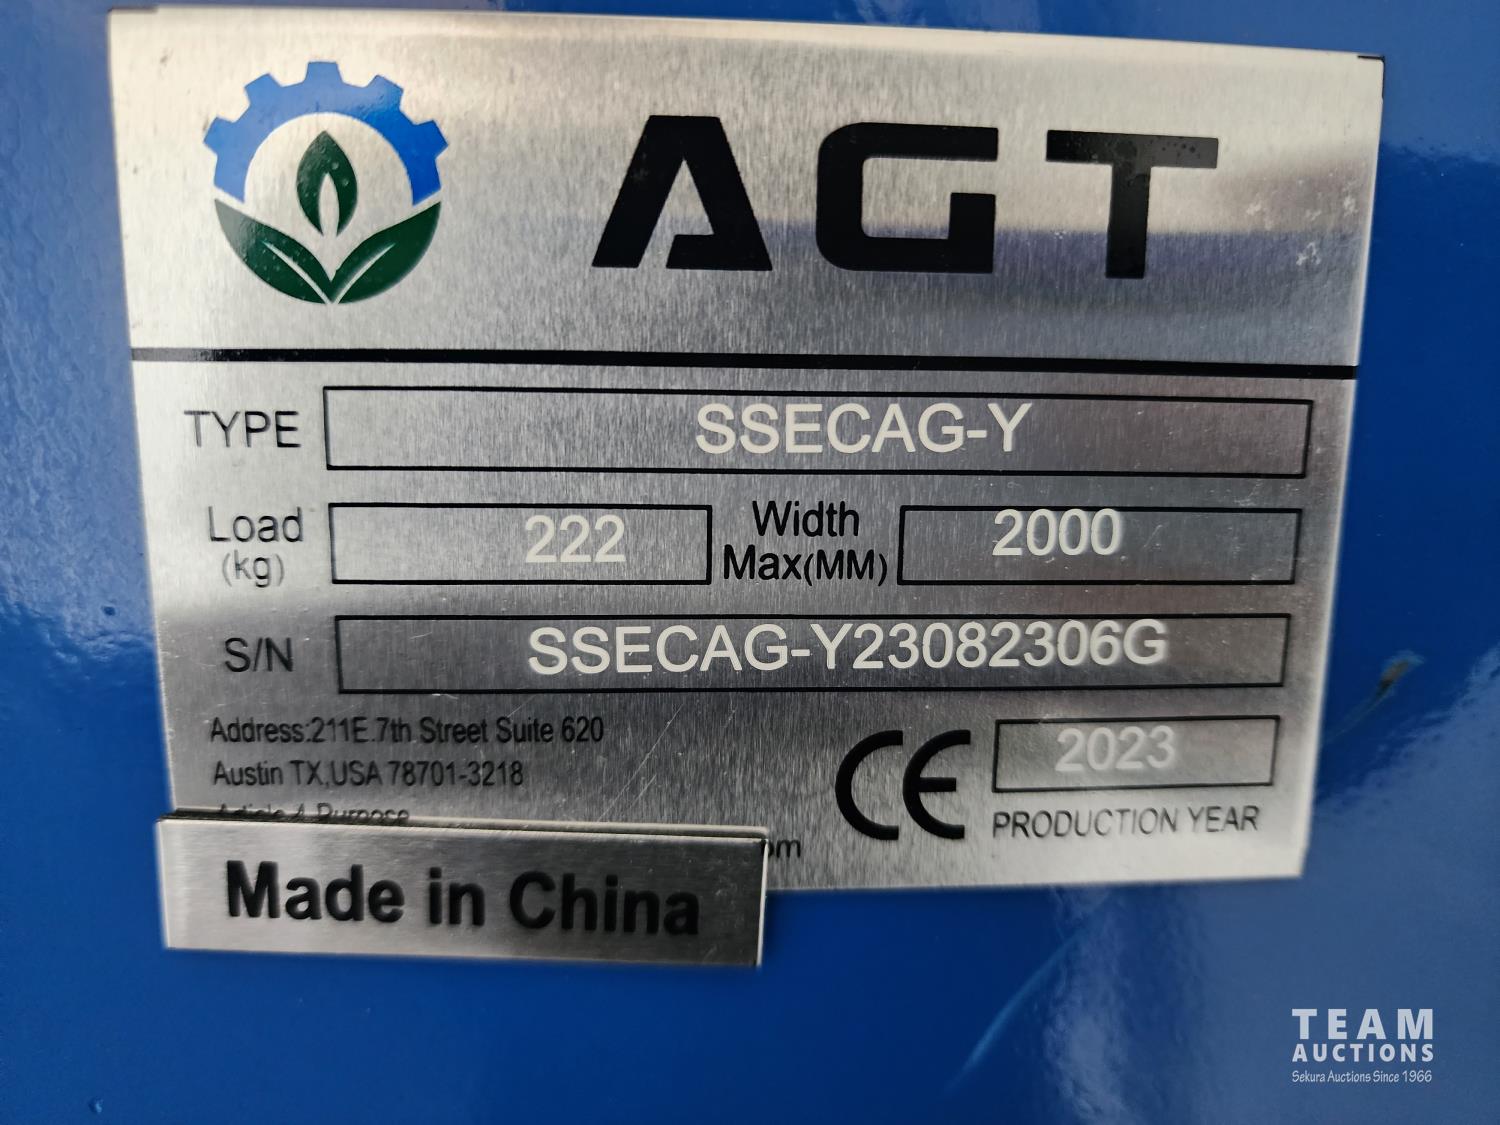 AGT
TYPE SSECAG-Y
Load (kg) 222 Width Max(MM) 2000
S/N SSECAG-Y23082306G
Address:211E.7th Street Suite 620
Austin TX,USA 78701-3218
CE 2023
PRODUCTION YEAR
Made in China
TEAM
AUCTIONS
Sekura Auctions Since 1966